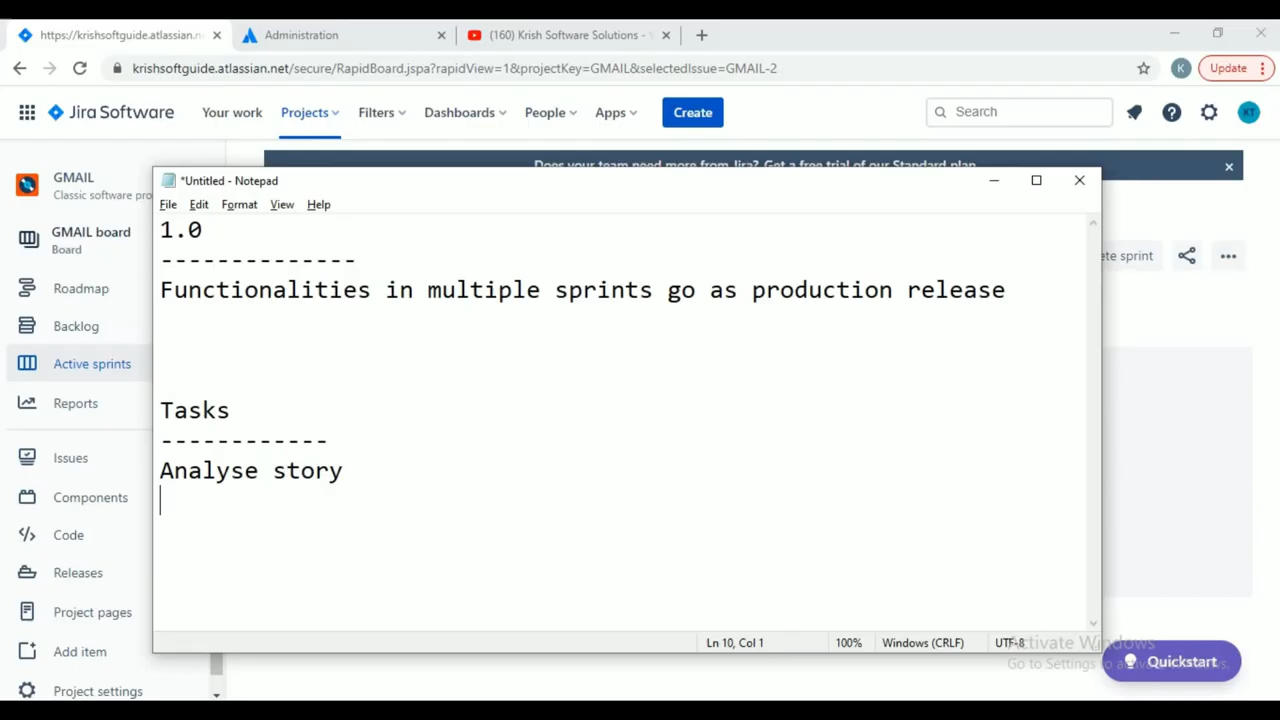 https://krishsoftguide.atlassian.n
Administration
(160) Krish Software Solutions -
krishsoftguide.atlassian.net/secure/RapidBoard.jspa?rapidView=1&projectKey=GMAIL&selectedIssue=GMAIL-2
K
Update
Jira Software
Your work
Projects
Filters
Dashboards
People
Apps
Create
Search
KT
Does your team need more from Jira? Get a free trial of our Standard plan.
GMAIL
Classic software pro
GMAIL board
Board
Roadmap
Backlog
Active sprints
Reports
Issues
Components
Code
Releases
Project pages
Add item
Project settings
ete sprint
*Untitled - Notepad
File Edit Format View Help
1.0
--------------
Functionalities in multiple sprints go as production release
Tasks
------------
Analyse story
Ln 10, Col 1
100%
Windows (CRLF)
UTF-8
Activate Windows
Go to Settings to activate Windows.
Quickstart